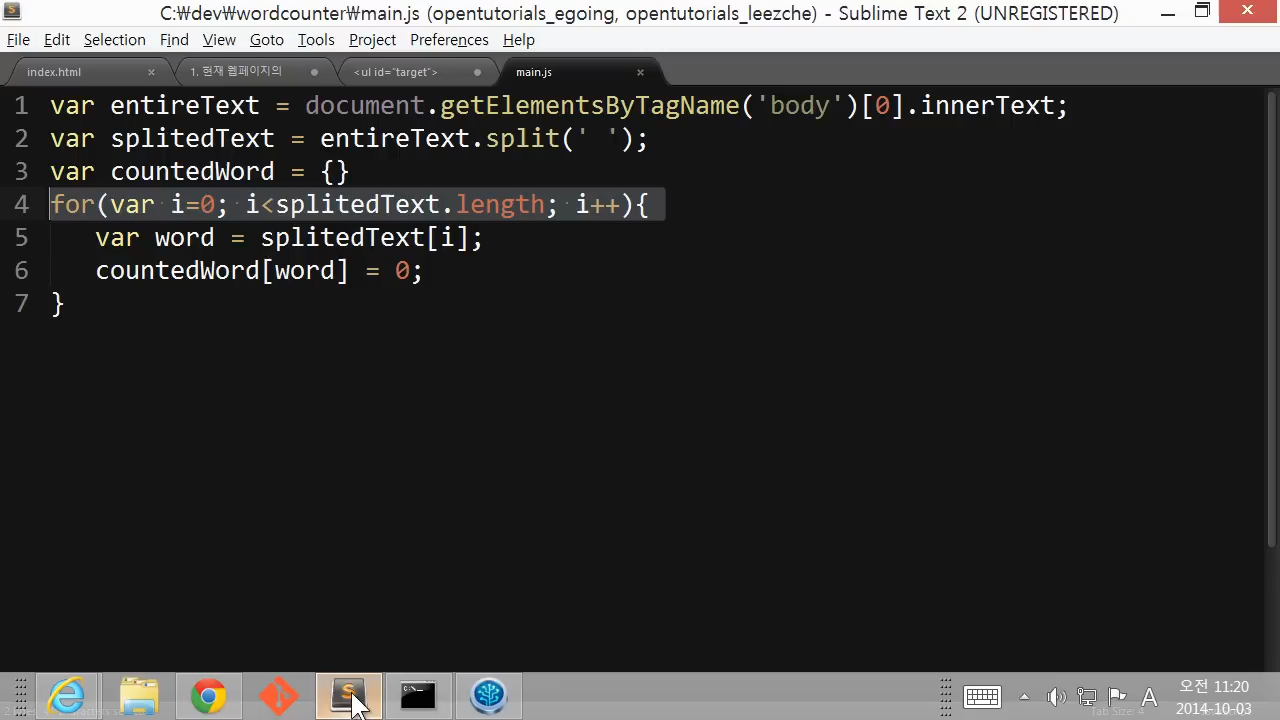 C:₩dev₩wordcounter₩main.js (opentutorials_egoing, opentutorials_leezche) - Sublime Text 2 (UNREGISTERED)
File Edit Selection Find View Goto Tools Project Preferences Help
index.html 1. 현재 웹페이지의 <ul id="target"> main.js
1 var entireText = document.getElementsByTagName('body')[0].innerText;
2 var splitedText = entireText.split(' ');
3 var countedWord = {}
4 for(var i=0; i<splitedText.length; i++){
5 var word = splitedText[i];
6 countedWord[word] = 0;
7 }
A 오전 11:20
2014-10-03
Tab Size: 4